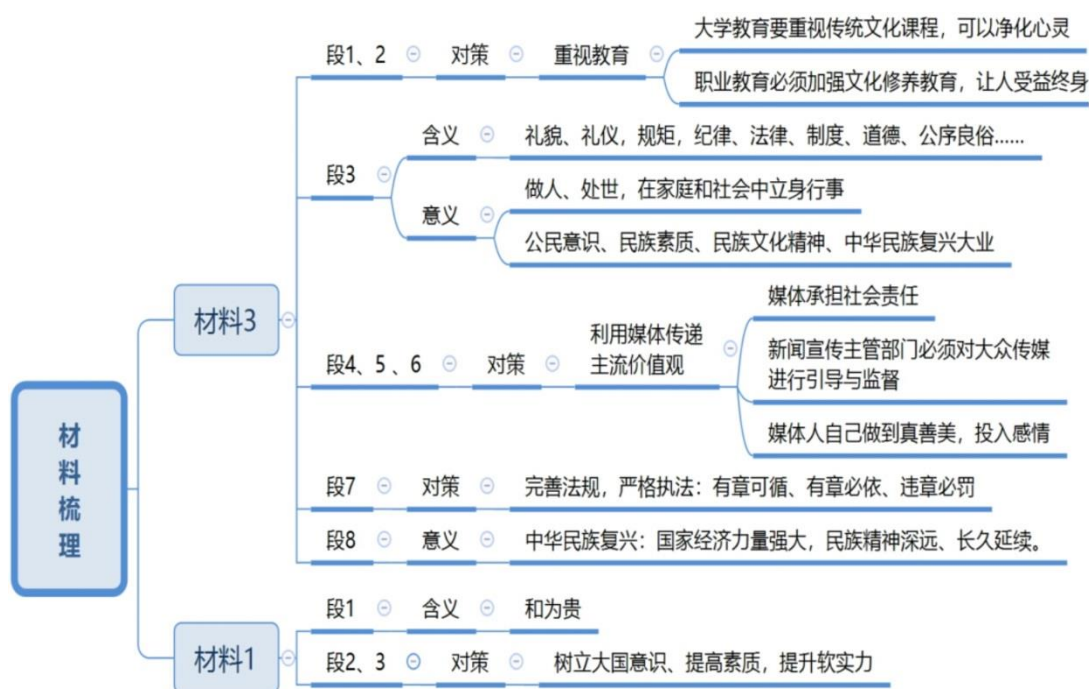 材料梳理
材料3
段1、2
对策
重视教育
大学教育要重视传统文化课程，可以净化心灵
职业教育必须加强文化修养教育，让人受益终身
段3
含义
礼貌、礼仪，规矩，纪律、法律、制度、道德、公序良俗……
意义
做人、处世，在家庭和社会中立身行事
公民意识、民族素质、民族文化精神、中华民族复兴大业
段4、5 、6
对策
利用媒体传递
主流价值观
媒体承担社会责任
新闻宣传主管部门必须对大众传媒
进行引导与监督
媒体人自己做到真善美，投入感情
段7
对策
完善法规，严格执法：有章可循、有章必依、违章必罚
段8
意义
中华民族复兴：国家经济力量强大，民族精神深远、长久延续。
材料1
段1
含义
和为贵
段2、3
对策
树立大国意识、提高素质，提升软实力